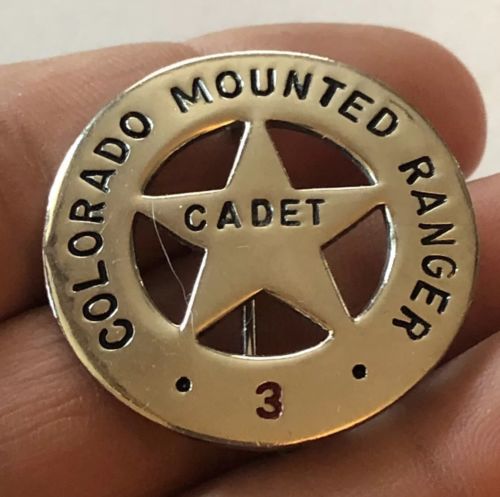 COLORADO MOUNTED RANGER
CADET
· 3 ·